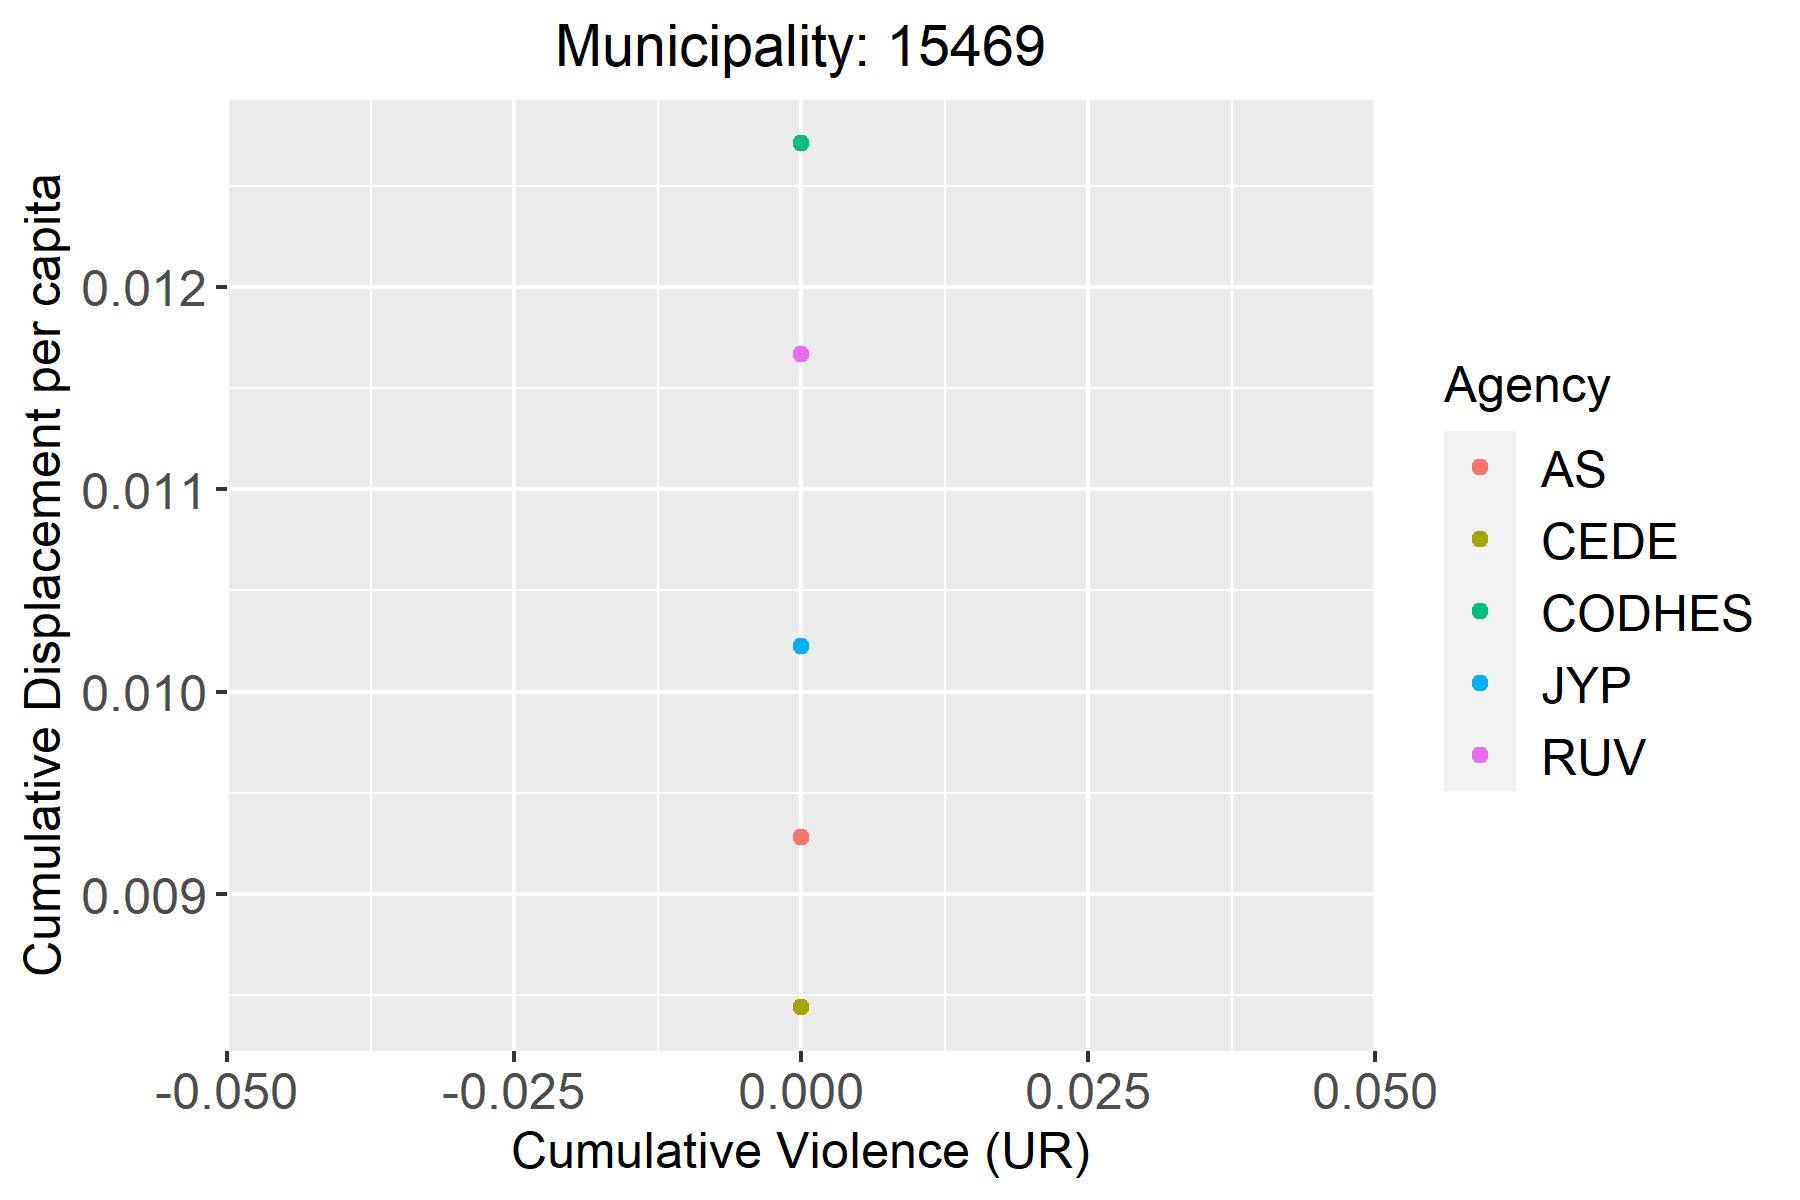 Municipality: 15469
Cumulative Displacement per capita
0.012
0.011
0.010
0.009
-0.050
-0.025
0.000
0.025
0.050
Cumulative Violence (UR)
Agency
AS
CEDE
CODHES
JYP
RUV